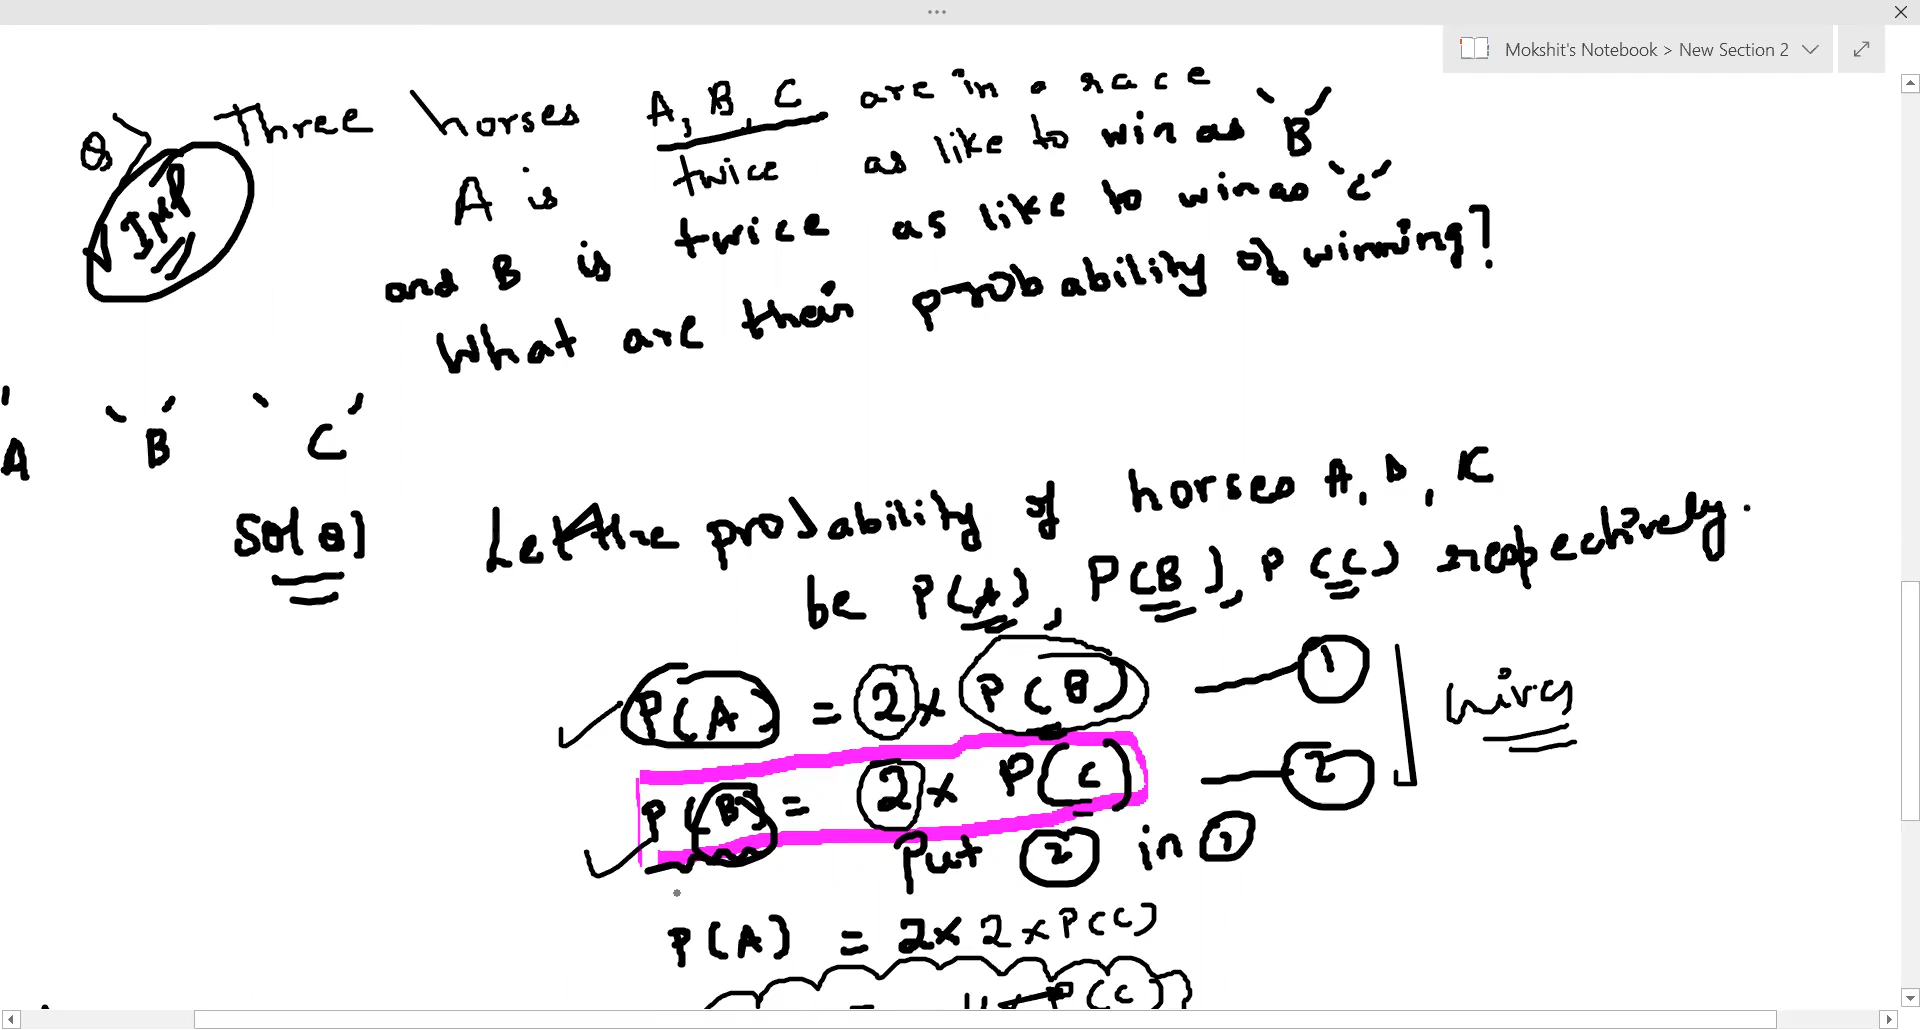 Mokshit's Notebook > New Section 2
Q> Three horses A, B, C are in a race
IMP
A is twice as like to win as 'B'
and B is twice as like to win as 'C'
What are their probability of winning?
A 'B' 'C'
Sol Let the probability of horses A, B, C
be P(A), P(B), P(C) respectively.
P(A) = 2 x P(B) — 1
P(B) = 2 x P(C) — 2
Put 2 in 1
P(A) = 2 x 2 x P(C)
= 4 P(C)